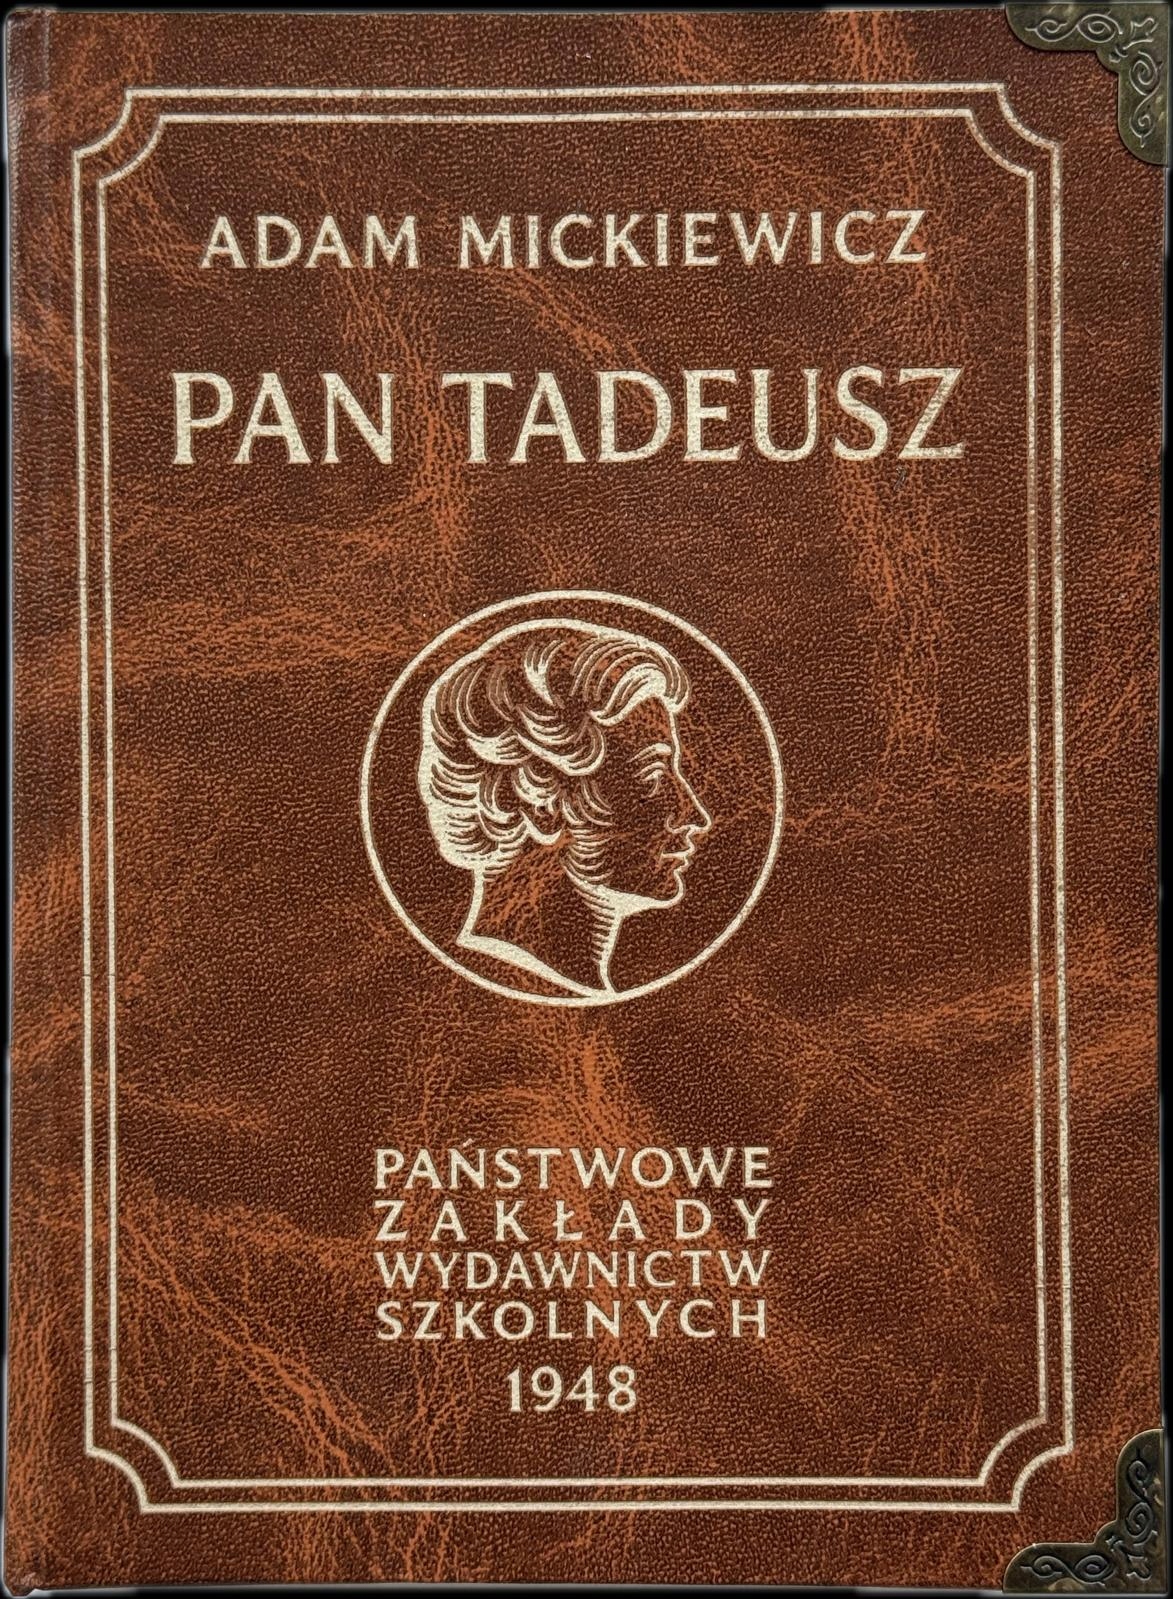 ADAM MICKIEWICZ
PAN TADEUSZ
PAŃSTWOWE
ZAKŁADY
WYDAWNICTW
SZKOLNYCH
1948